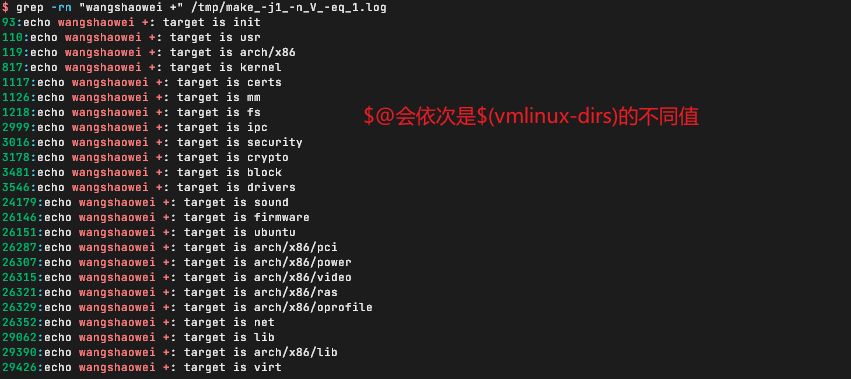 $ grep -rn "wangshaowei +" /tmp/make_-j1_-n_V_-eq_1.log
93:echo wangshaowei +: target is init
110:echo wangshaowei +: target is usr
119:echo wangshaowei +: target is arch/x86
817:echo wangshaowei +: target is kernel
1117:echo wangshaowei +: target is certs
1126:echo wangshaowei +: target is mm
1218:echo wangshaowei +: target is fs
$@会依次是$(vmlinux-dirs)的不同值
2999:echo wangshaowei +: target is ipc
3016:echo wangshaowei +: target is security
3178:echo wangshaowei +: target is crypto
3481:echo wangshaowei +: target is block
3546:echo wangshaowei +: target is drivers
24179:echo wangshaowei +: target is sound
26146:echo wangshaowei +: target is firmware
26151:echo wangshaowei +: target is ubuntu
26287:echo wangshaowei +: target is arch/x86/pci
26307:echo wangshaowei +: target is arch/x86/power
26315:echo wangshaowei +: target is arch/x86/video
26321:echo wangshaowei +: target is arch/x86/ras
26329:echo wangshaowei +: target is arch/x86/oprofile
26352:echo wangshaowei +: target is net
29062:echo wangshaowei +: target is lib
29390:echo wangshaowei +: target is arch/x86/lib
29426:echo wangshaowei +: target is virt